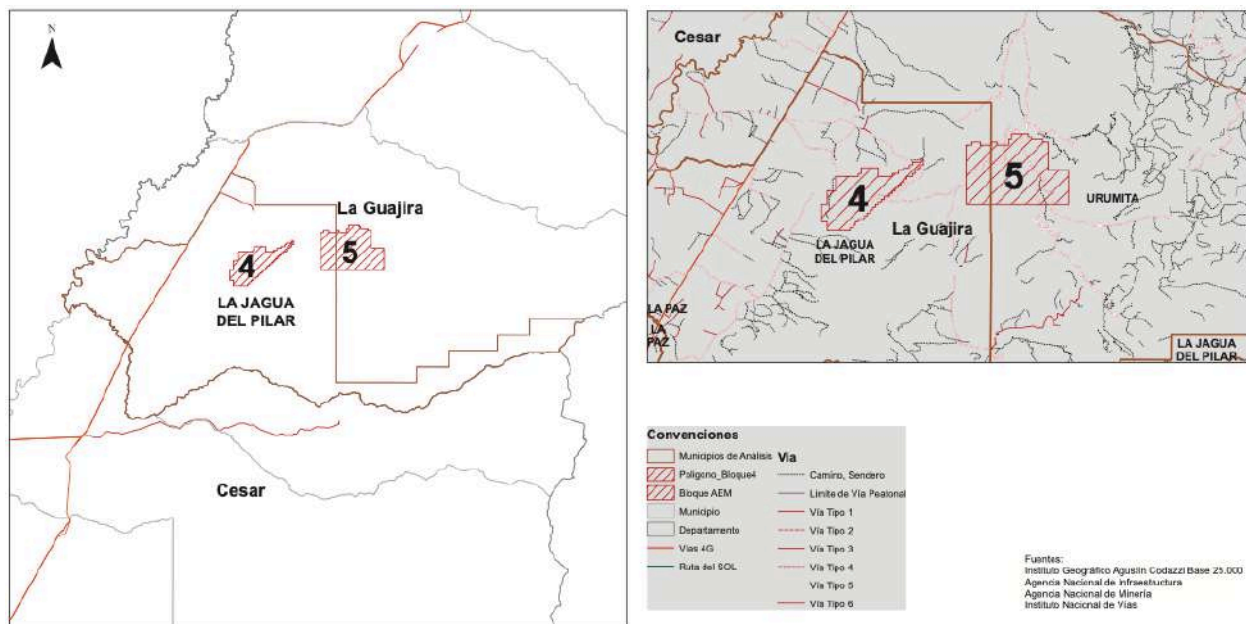 N
La Guajira
4
5
LA JAGUA
DEL PILAR
Cesar
Cesar
4
5
URUMITA
La Guajira
LA JAGUA
DEL PILAR
LA PAZ
LA
PAZ
LA JAGUA
DEL PILAR
Convenciones
Municipios de Analisis
Poligono_Bloque4
Bloque AEM
Municipio
Departamento
Vias 4G
Ruta del SOL
Vía
Camino, Sendero
Limite de Vía Peatonal
Vía Tipo 1
Vía Tipo 2
Vía Tipo 3
Vía Tipo 4
Vía Tipo 5
Vía Tipo 6
Fuentes:
Instituto Geográfico Agustín Codazzi Base 25.000
Agencia Nacional de Infraestructura
Agencia Nacional de Minería
Instituto Nacional de Vías